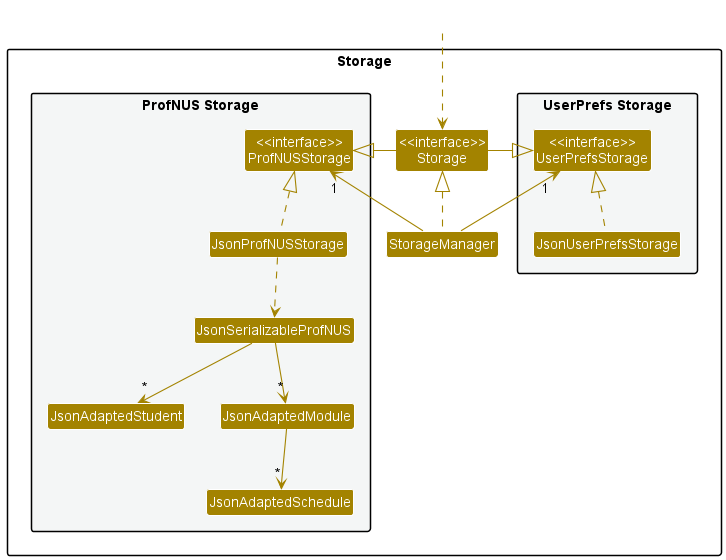 Storage
ProfNUS Storage
UserPrefs Storage
<<interface>>
ProfNUSStorage
<<interface>>
Storage
<<interface>>
UserPrefsStorage
1
1
JsonProfNUSStorage
StorageManager
JsonUserPrefsStorage
JsonSerializableProfNUS
*
*
JsonAdaptedStudent
JsonAdaptedModule
*
JsonAdaptedSchedule